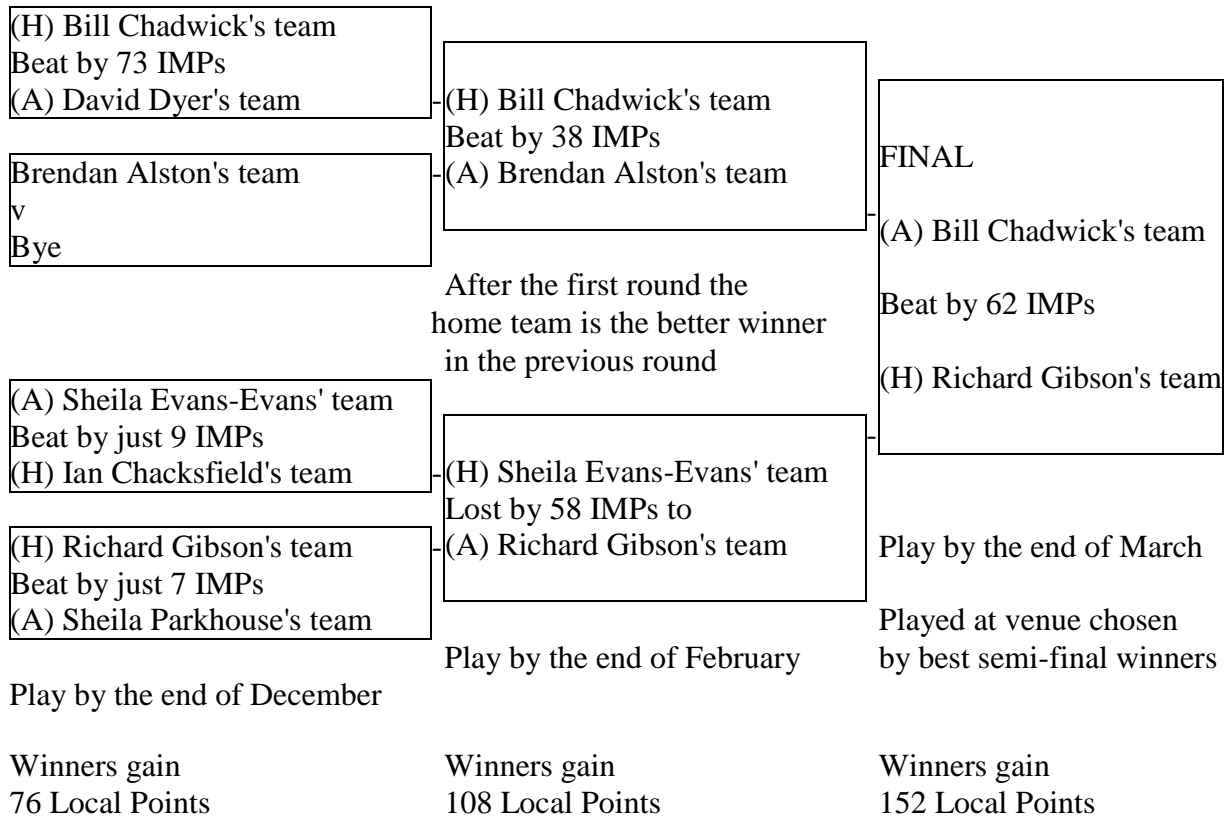 (H) Bill Chadwick's team
Beat by 73 IMPs
(A) David Dyer's team
Brendan Alston's team
v
Bye
(A) Sheila Evans-Evans' team
Beat by just 9 IMPs
(H) Ian Chacksfield's team
(H) Richard Gibson's team
Beat by just 7 IMPs
(A) Sheila Parkhouse's team
Play by the end of December
Winners gain
76 Local Points
-(H) Bill Chadwick's team
Beat by 38 IMPs
-(A) Brendan Alston's team
After the first round the
home team is the better winner
in the previous round
-(H) Sheila Evans-Evans' team
Lost by 58 IMPs to
-(A) Richard Gibson's team
Play by the end of February
Winners gain
108 Local Points
FINAL
-
(A) Bill Chadwick's team
Beat by 62 IMPs
(H) Richard Gibson's team
-
Play by the end of March
Played at venue chosen
by best semi-final winners
Winners gain
152 Local Points